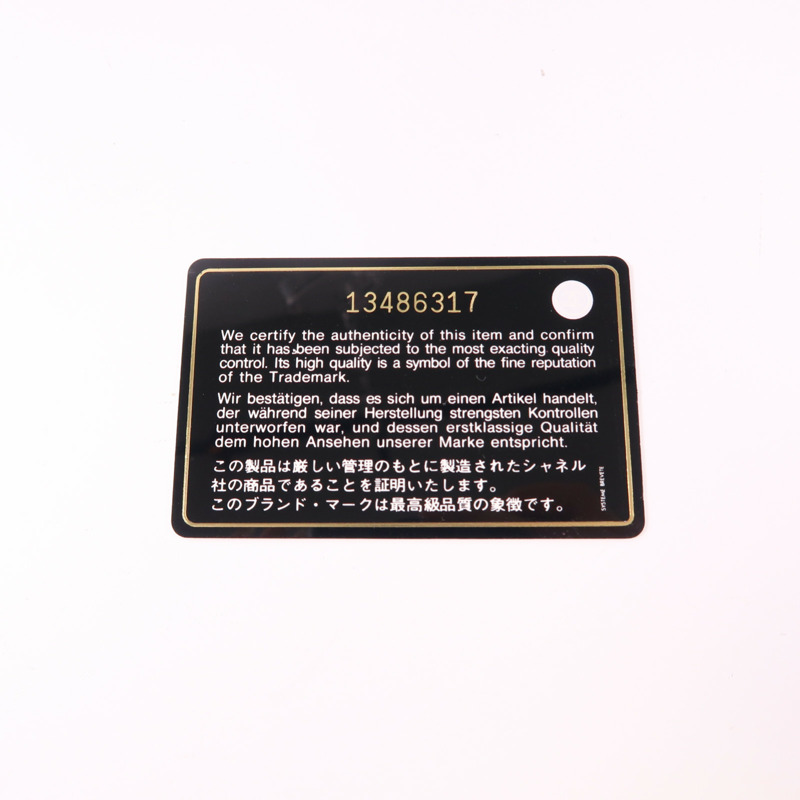 13486317
We certify the authenticity of this item and confirm
that it has been subjected to the most exacting quality
control. Its high quality is a symbol of the fine reputation
of the Trademark.
Wir bestätigen, dass es sich um einen Artikel handelt,
der während seiner Herstellung strengsten Kontrollen
unterworfen war, und dessen erstklassige Qualität
dem hohen Ansehen unserer Marke entspricht.
この製品は厳しい管理のもとに製造されたシャネル
社の商品であることを証明いたします。
このブランド・マークは最高級品質の象徴です。
SYSTEME BREVETE